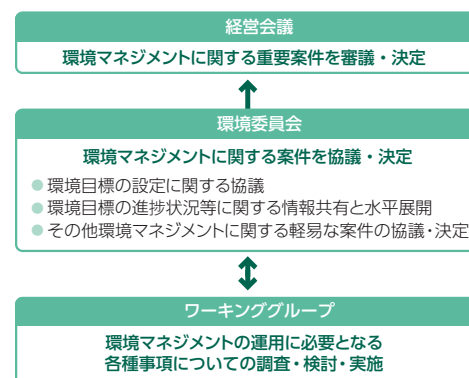 経営会議
環境マネジメントに関する重要案件を審議・決定
環境委員会
環境マネジメントに関する案件を協議・決定
環境目標の設定に関する協議
環境目標の進捗状況等に関する情報共有と水平展開
その他環境マネジメントに関する軽易な案件の協議・決定
ワーキンググループ
環境マネジメントの運用に必要となる
各種事項についての調査・検討・実施